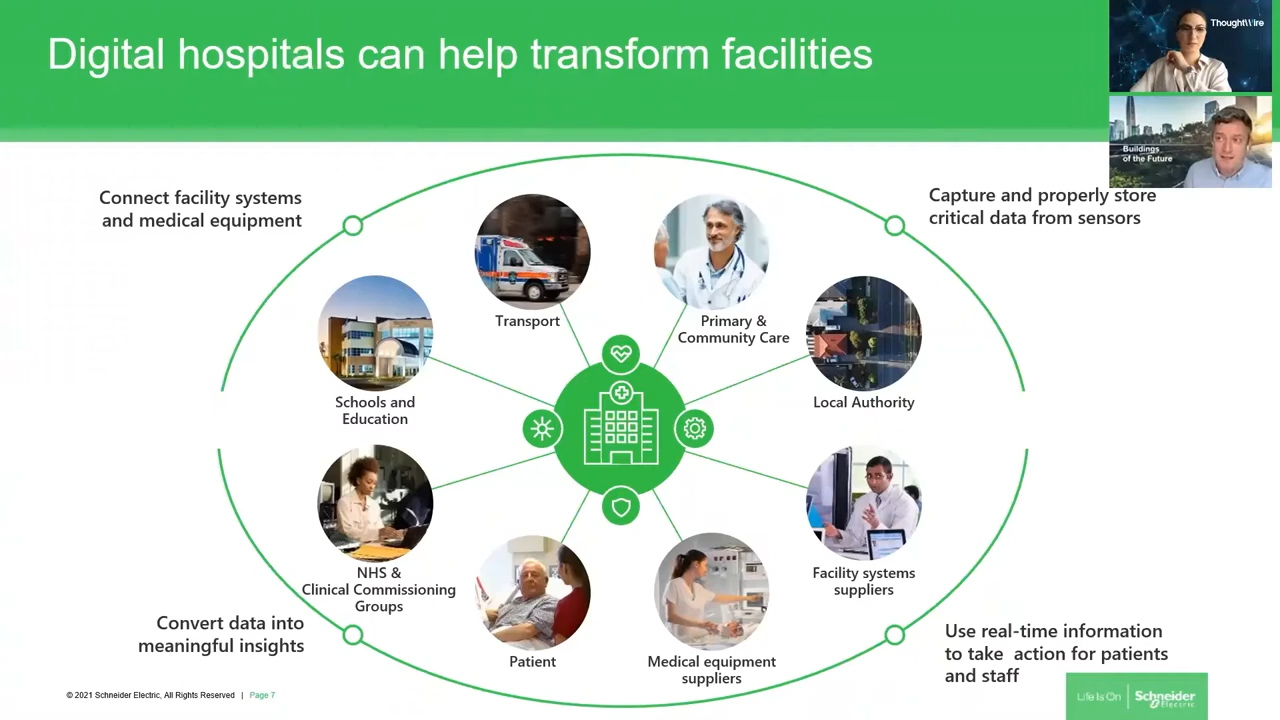 Digital hospitals can help transform facilities
ThoughtWire
Buildings
of the Future
Connect facility systems
and medical equipment
Capture and properly store
critical data from sensors
Transport
Primary &
Community Care
Schools and
Education
Local Authority
NHS &
Clinical Commissioning
Groups
Facility systems
suppliers
Convert data into
meaningful insights
Patient
Medical equipment
suppliers
Use real-time information
to take  action for patients
and staff
© 2021 Schneider Electric, All Rights Reserved | Page 7
Life Is On | Schneider
Electric